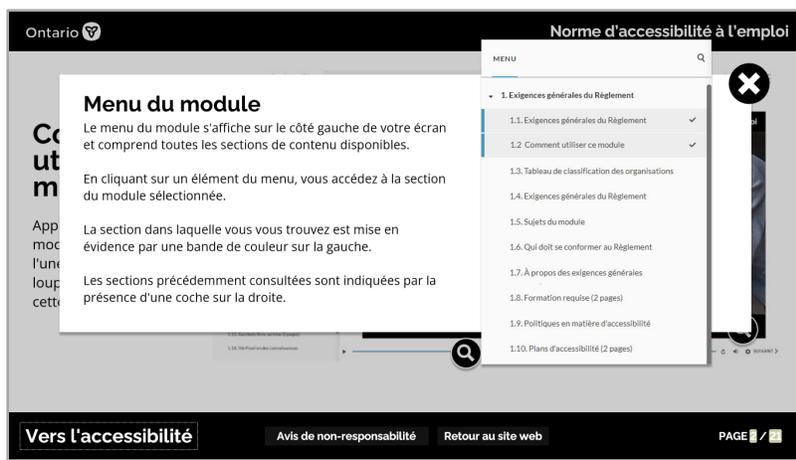 Ontario
Norme d'accessibilité à l'emploi
Menu du module
Le menu du module s'affiche sur le côté gauche de votre écran
et comprend toutes les sections de contenu disponibles.
En cliquant sur un élément du menu, vous accédez à la section
du module sélectionnée.
La section dans laquelle vous vous trouvez est mise en
évidence par une bande de couleur sur la gauche.
Les sections précédemment consultées sont indiquées par la
présence d'une coche sur la droite.
MENU
1. Exigences générales du Règlement
1.1. Exigences générales du Règlement
1.2 Comment utiliser ce module
1.3. Tableau de classification des organisations
1.4. Exigences générales du Règlement
1.5. Sujets du module
1.6. Qui doit se conformer au Règlement
1.7. À propos des exigences générales
1.8. Formation requise (2 pages)
1.9. Politiques en matière d'accessibilité
1.10. Plans d'accessibilité (2 pages)
SUIVANT
Vers l'accessibilité
Avis de non-responsabilité
Retour au site web
PAGE 2 / 21